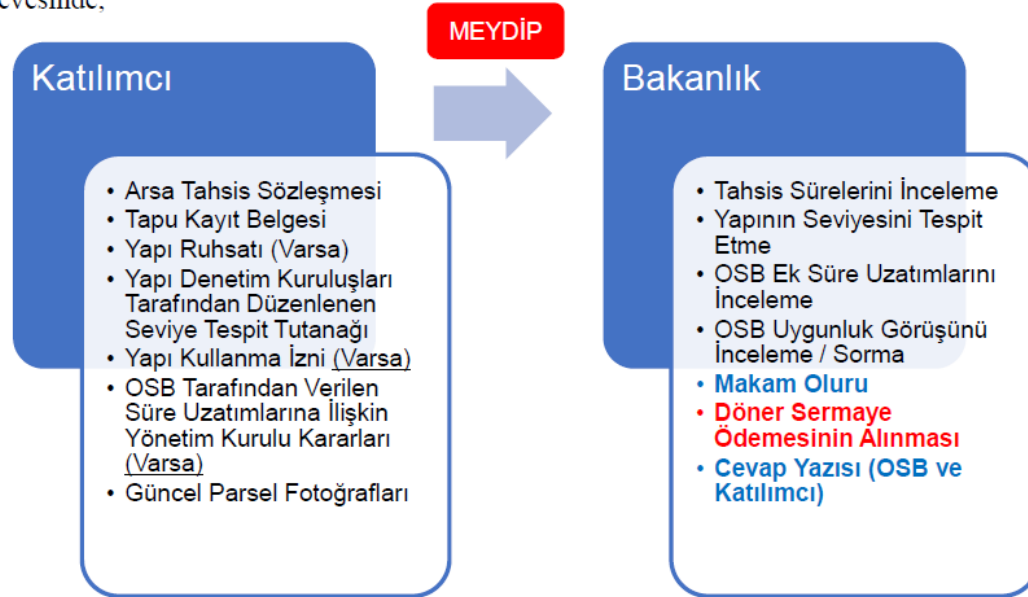 MEYDİP
Katılımcı
• Arsa Tahsis Sözleşmesi
• Tapu Kayıt Belgesi
• Yapı Ruhsatı (Varsa)
• Yapı Denetim Kuruluşları
Tarafından Düzenlenen
Seviye Tespit Tutanağı
• Yapı Kullanma İzni (Varsa)
• OSB Tarafından Verilen
Süre Uzatımlarına İlişkin
Yönetim Kurulu Kararları
(Varsa)
• Güncel Parsel Fotoğrafları
Bakanlık
• Tahsis Sürelerini İnceleme
• Yapının Seviyesini Tespit
Etme
• OSB Ek Süre Uzatımlarını
İnceleme
• OSB Uygunluk Görüşünü
İnceleme / Sorma
• Makam Oluru
• Döner Sermaye
Ödemesinin Alınması
• Cevap Yazısı (OSB ve
Katılımcı)